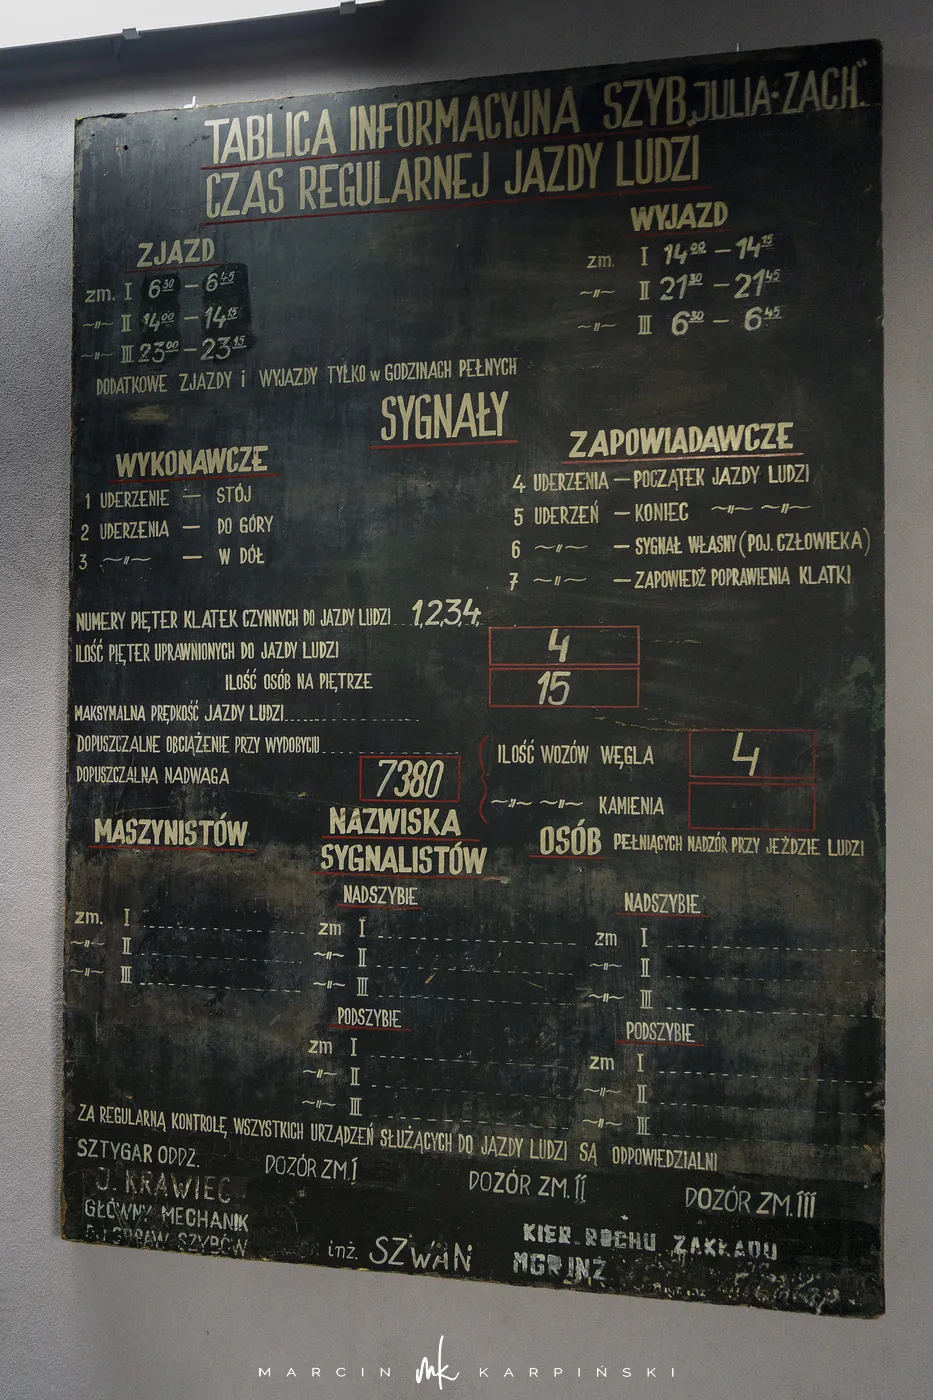 TABLICA INFORMACYJNA SZYB „JULIA-ZACH."
CZAS REGULARNEJ JAZDY LUDZI
ZJAZD
zm. I 6³⁰ – 6⁴⁵
~"~ II 14⁰⁰ – 14¹⁵
~"~ III 23⁰⁰ – 23¹⁵
WYJAZD
zm. I 14⁰⁰ – 14¹⁵
~"~ II 21³⁰ – 21⁴⁵
~"~ III 6³⁰ – 6⁴⁵
DODATKOWE ZJAZDY i WYJAZDY TYLKO w GODZINACH PEŁNYCH
SYGNAŁY
WYKONAWCZE
1 UDERZENIE — STÓJ
2 UDERZENIA — DO GÓRY
3 ~"~ — W DÓŁ
ZAPOWIADAWCZE
4 UDERZENIA — POCZĄTEK JAZDY LUDZI
5 UDERZEŃ — KONIEC ~"~ ~"~
6 ~"~ — SYGNAŁ WŁASNY (POJ. CZŁOWIEKA)
7 ~"~ — ZAPOWIEDŹ POPRAWIENIA KLATKI
NUMERY PIĘTER KLATEK CZYNNYCH DO JAZDY LUDZI 1,2,3,4,
ILOŚĆ PIĘTER UPRAWNIONYCH DO JAZDY LUDZI 4
ILOŚĆ OSÓB NA PIĘTRZE 15
MAKSYMALNA PRĘDKOŚĆ JAZDY LUDZI
DOPUSZCZALNE OBCIĄŻENIE PRZY WYDOBYCIU
DOPUSZCZALNA NADWAGA 7380
ILOŚĆ WOZÓW WĘGLA 4
~"~ ~"~ KAMIENIA
MASZYNISTÓW
NAZWISKA
SYGNALISTÓW
OSÓB PEŁNIĄCYCH NADZÓR PRZY JEŹDZIE LUDZI
zm. I
~"~ II
~"~ III
NADSZYBIE
zm I
~"~ II
~"~ III
PODSZYBIE
zm I
~"~ II
~"~ III
NADSZYBIE
zm I
~"~ II
~"~ III
PODSZYBIE
zm I
~"~ II
~"~ III
ZA REGULARNĄ KONTROLĘ WSZYSTKICH URZĄDZEŃ SŁUŻĄCYCH DO JAZDY LUDZI SĄ ODPOWIEDZIALNI
SZTYGAR ODDZ. DOZÓR ZM. I DOZÓR ZM. II DOZÓR ZM. III
J. KRAWIEC
GŁÓWNY MECHANIK
SPRAW SZYBÓW inż. SZWAN
KIER. RUCHU ZAKŁADU
MGR INŻ
MARCIN mk KARPIŃSKI